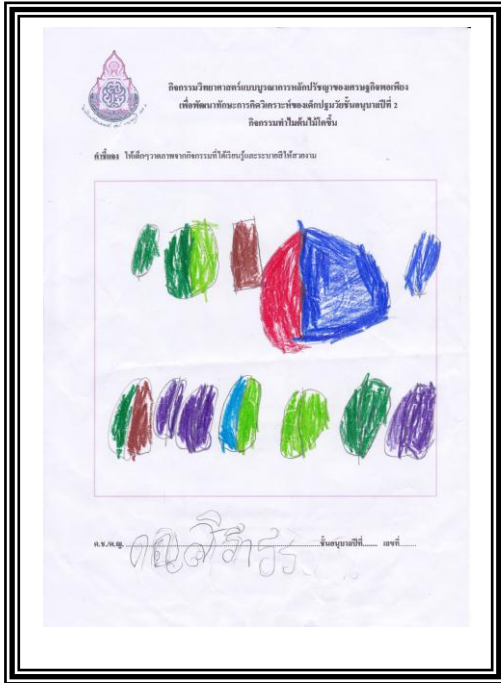 กิจกรรมวิทยาศาสตร์แบบบูรณาการหลักปรัชญาของเศรษฐกิจพอเพียง
เพื่อพัฒนาทักษะการคิดวิเคราะห์ของเด็กปฐมวัยชั้นอนุบาลปีที่ 2
กิจกรรมทำไมต้นไม้โตขึ้น
คำชี้แจง ให้เด็กๆวาดภาพจากกิจกรรมที่ได้เรียนรู้และระบายสีให้สวยงาม
ด.ช./ด.ญ. ................................ชั้นอนุบาลปีที่....... เลขที่.......